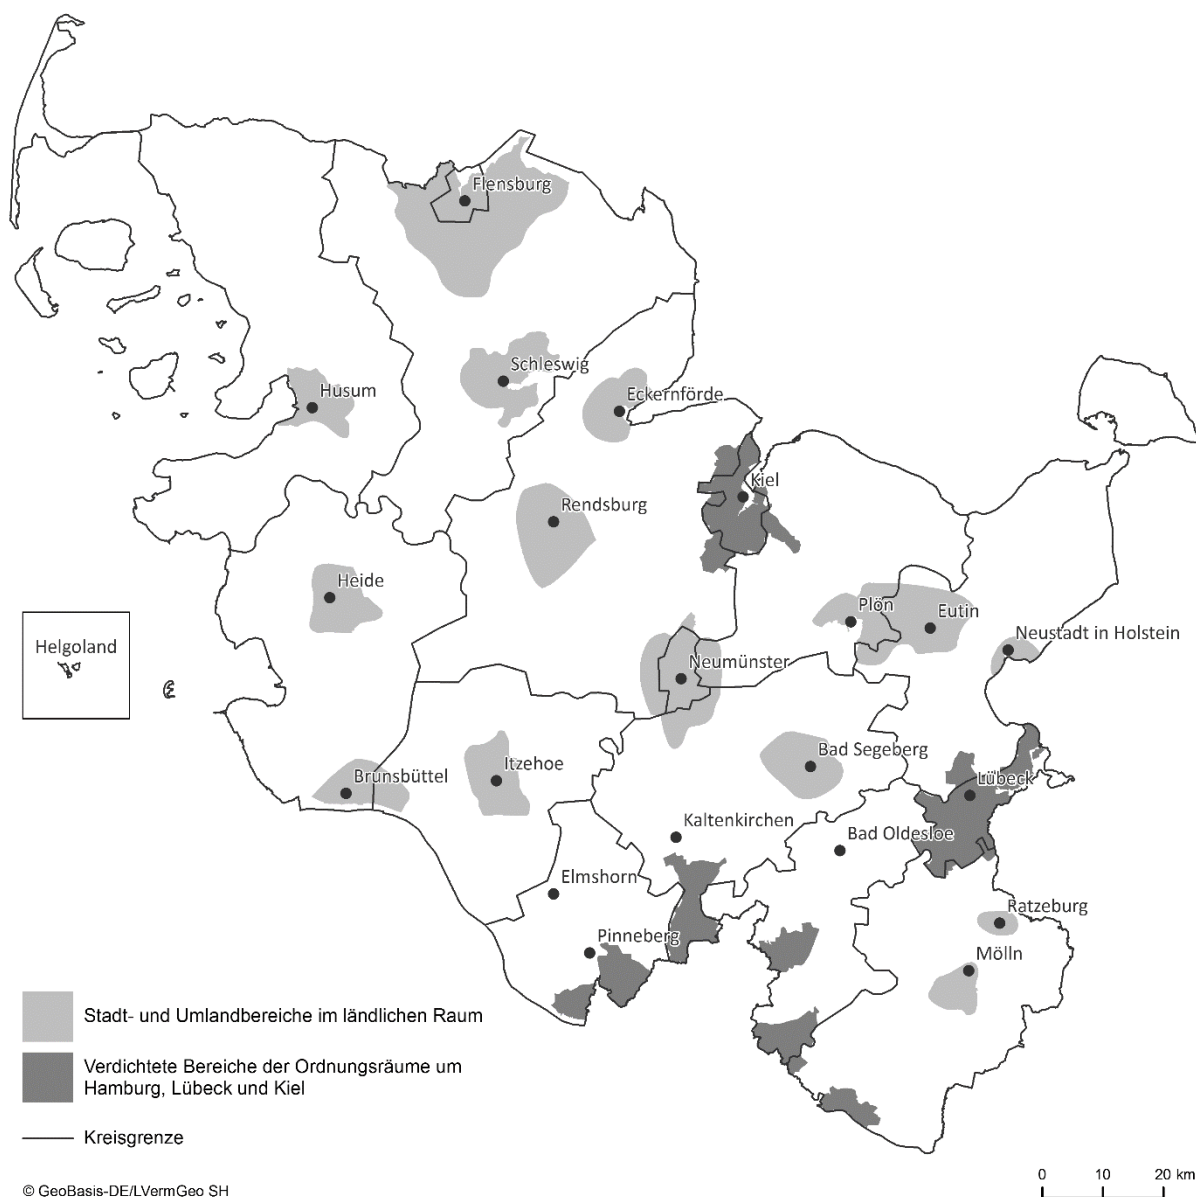 Flensburg
Schleswig
Husum
Eckernförde
Kiel
Rendsburg
Heide
Plön
Eutin
Neustadt in Holstein
Helgoland
Neumünster
Bad Segeberg
Itzehoe
Brunsbüttel
Lübeck
Kaltenkirchen
Bad Oldesloe
Elmshorn
Ratzeburg
Pinneberg
Mölln
Stadt- und Umlandbereiche im ländlichen Raum
Verdichtete Bereiche der Ordnungsräume um
Hamburg, Lübeck und Kiel
Kreisgrenze
0 10 20 km
© GeoBasis-DE/LVermGeo SH